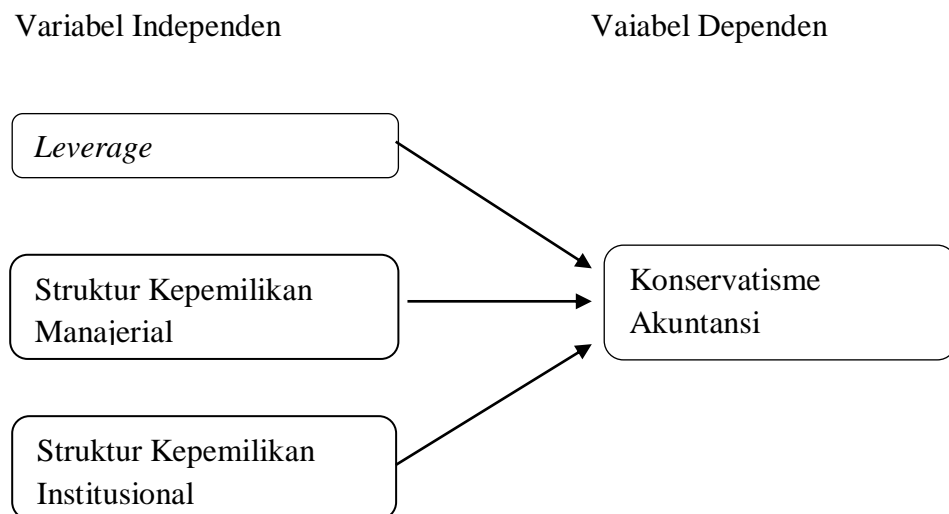 Variabel Independen
Vaiabel Dependen
Leverage
Struktur Kepemilikan
Manajerial
Konservatisme
Akuntansi
Struktur Kepemilikan
Institusional